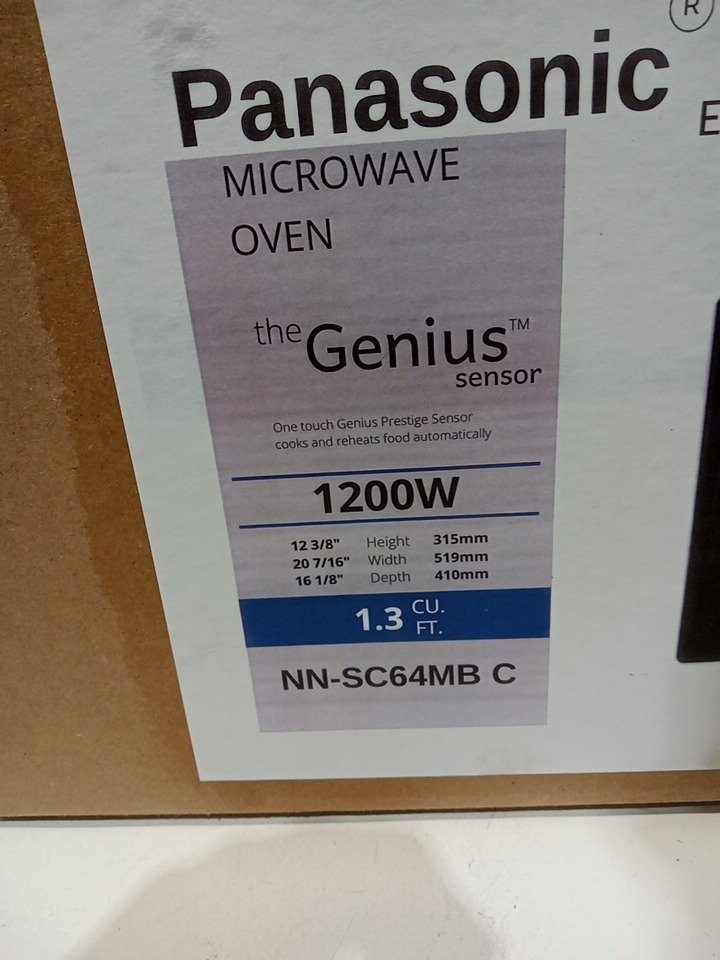 ®
Panasonic
E
MICROWAVE
OVEN
the Genius™
sensor
One touch Genius Prestige Sensor
cooks and reheats food automatically
1200W
12 3/8" Height 315mm
20 7/16" Width 519mm
16 1/8" Depth 410mm
1.3 CU.
FT.
NN-SC64MB C